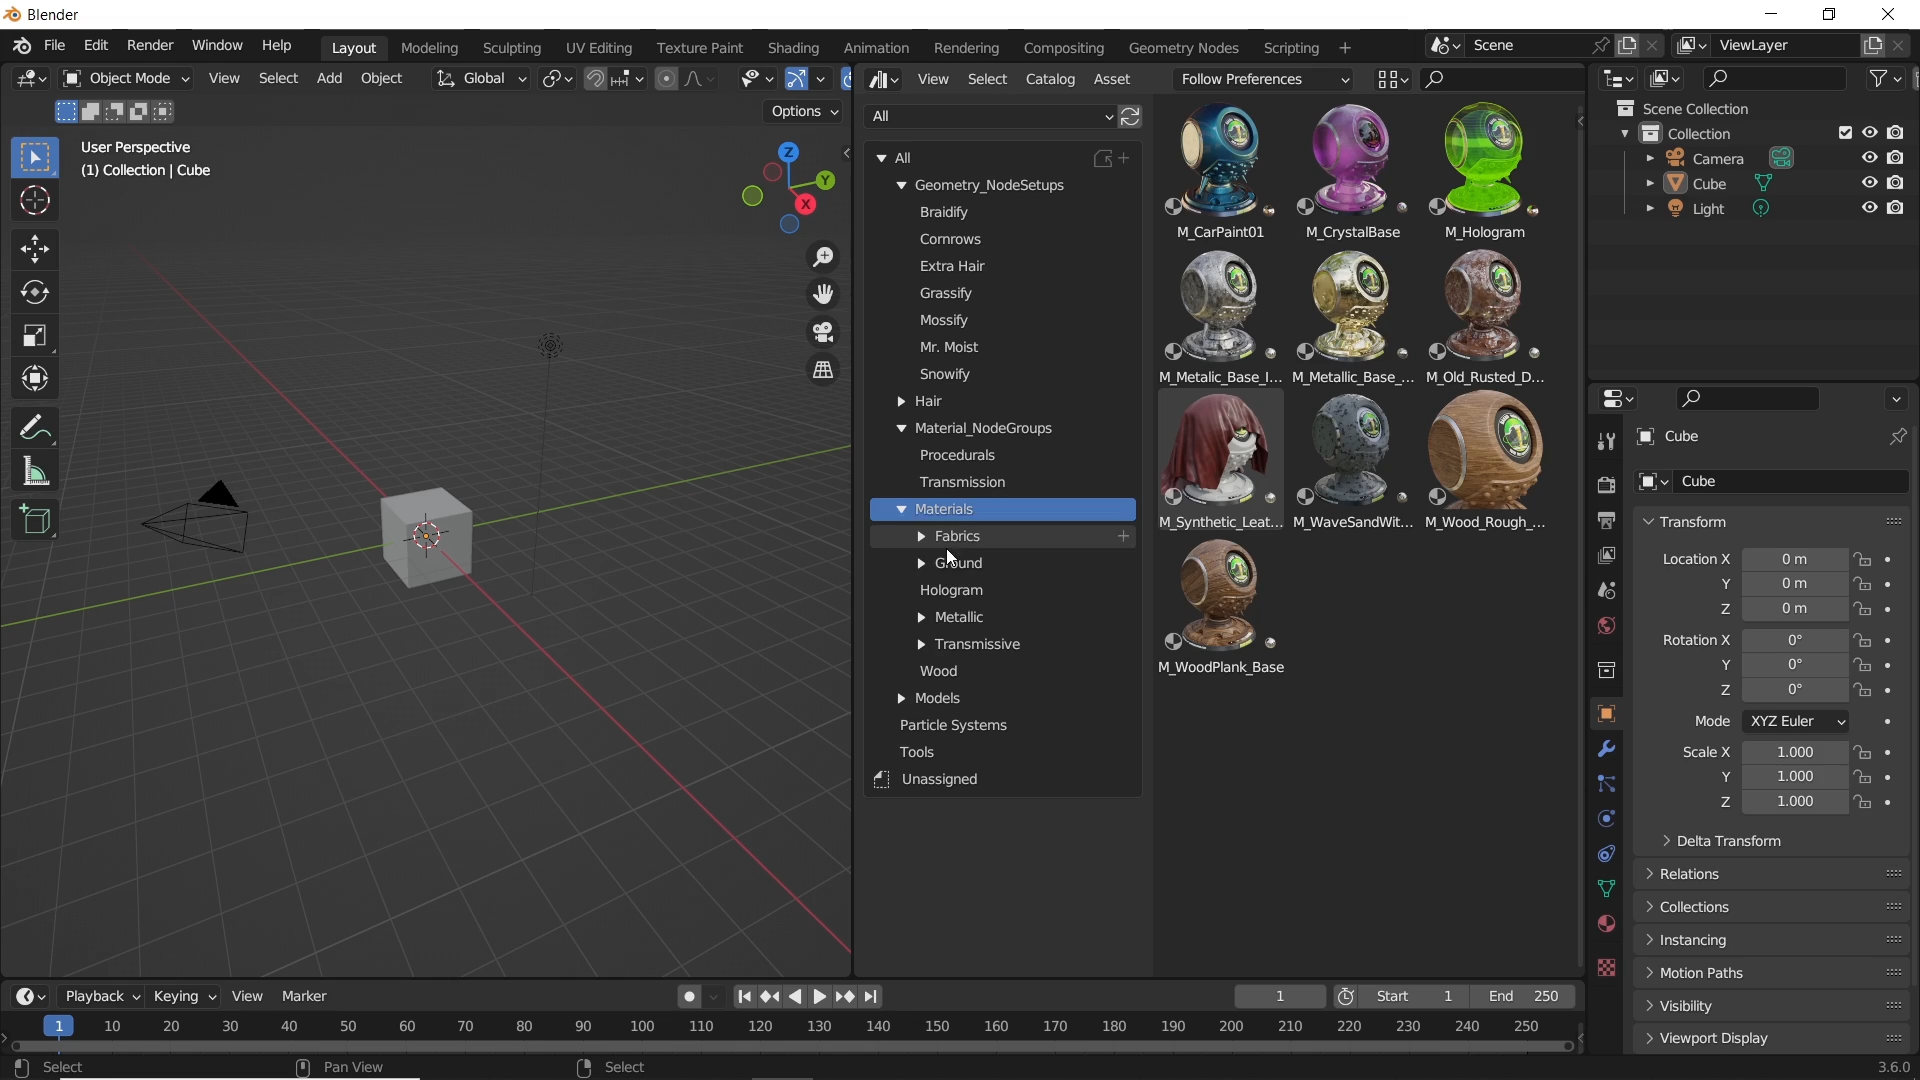 Blender
File Edit Render Window Help Layout Modeling Sculpting UV Editing Texture Paint Shading Animation Rendering Compositing Geometry Nodes Scripting + Scene ViewLayer
Object Mode View Select Add Object Global View Select Catalog Asset Follow Preferences
Options
All
User Perspective
(1) Collection | Cube
Z
Y
X
All
Geometry_NodeSetups
Braidify
Cornrows
Extra Hair
Grassify
Mossify
Mr. Moist
Snowify
Hair
Material_NodeGroups
Procedurals
Transmission
Materials
Fabrics
Ground
Hologram
Metallic
Transmissive
Wood
Models
Particle Systems
Tools
Unassigned
M_CarPaint01 M_CrystalBase M_Hologram
M_Metalic_Base_I... M_Metallic_Base_... M_Old_Rusted_D...
M_Synthetic_Leat... M_WaveSandWit... M_Wood_Rough_...
M_WoodPlank_Base
Scene Collection
Collection
Camera
Cube
Light
Cube
Cube
Transform
Location X 0 m
Y 0 m
Z 0 m
Rotation X 0°
Y 0°
Z 0°
Mode XYZ Euler
Scale X 1.000
Y 1.000
Z 1.000
Delta Transform
Relations
Collections
Instancing
Motion Paths
Visibility
Viewport Display
Playback Keying View Marker 1 Start 1 End 250
1 10 20 30 40 50 60 70 80 90 100 110 120 130 140 150 160 170 180 190 200 210 220 230 240 250
Select Pan View Select 3.6.0